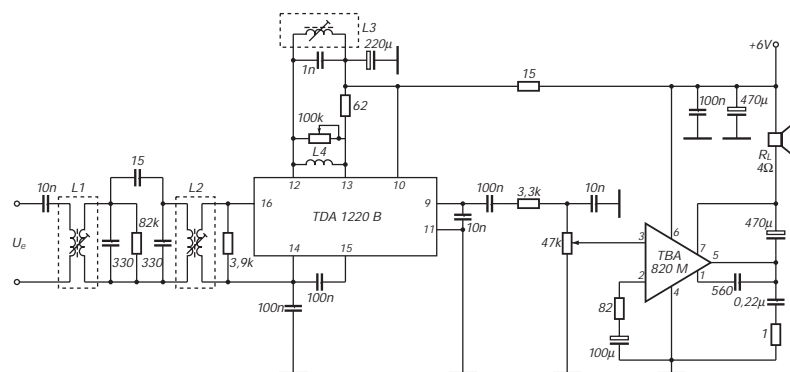 L3
220µ
+6V
1n
15
100n
470µ
62
100k
L4
R_L
4Ω
15
12
13
10
10n
L1
L2
16
TDA 1220 B
9
100n
3,3k
10n
82k
11
10n
U_e
47k
3
6
7
470µ
14
15
TBA
820 M
5
330
330
3,9k
2
1
100n
4
560
0,22µ
100n
82
1
100µ